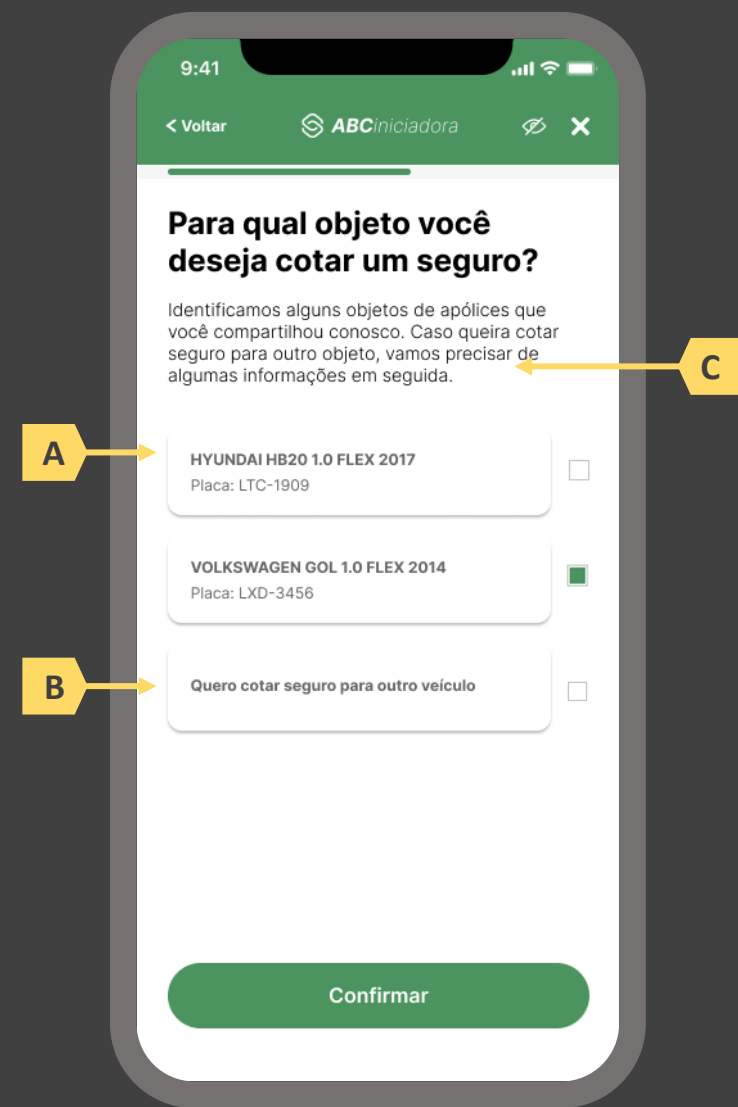 9:41
< Voltar
ABCiniciadora
Para qual objeto você
deseja cotar um seguro?
Identificamos alguns objetos de apólices que
você compartilhou conosco. Caso queira cotar
seguro para outro objeto, vamos precisar de
algumas informações em seguida.
C
A
HYUNDAI HB20 1.0 FLEX 2017
Placa: LTC-1909
VOLKSWAGEN GOL 1.0 FLEX 2014
Placa: LXD-3456
B
Quero cotar seguro para outro veículo
Confirmar